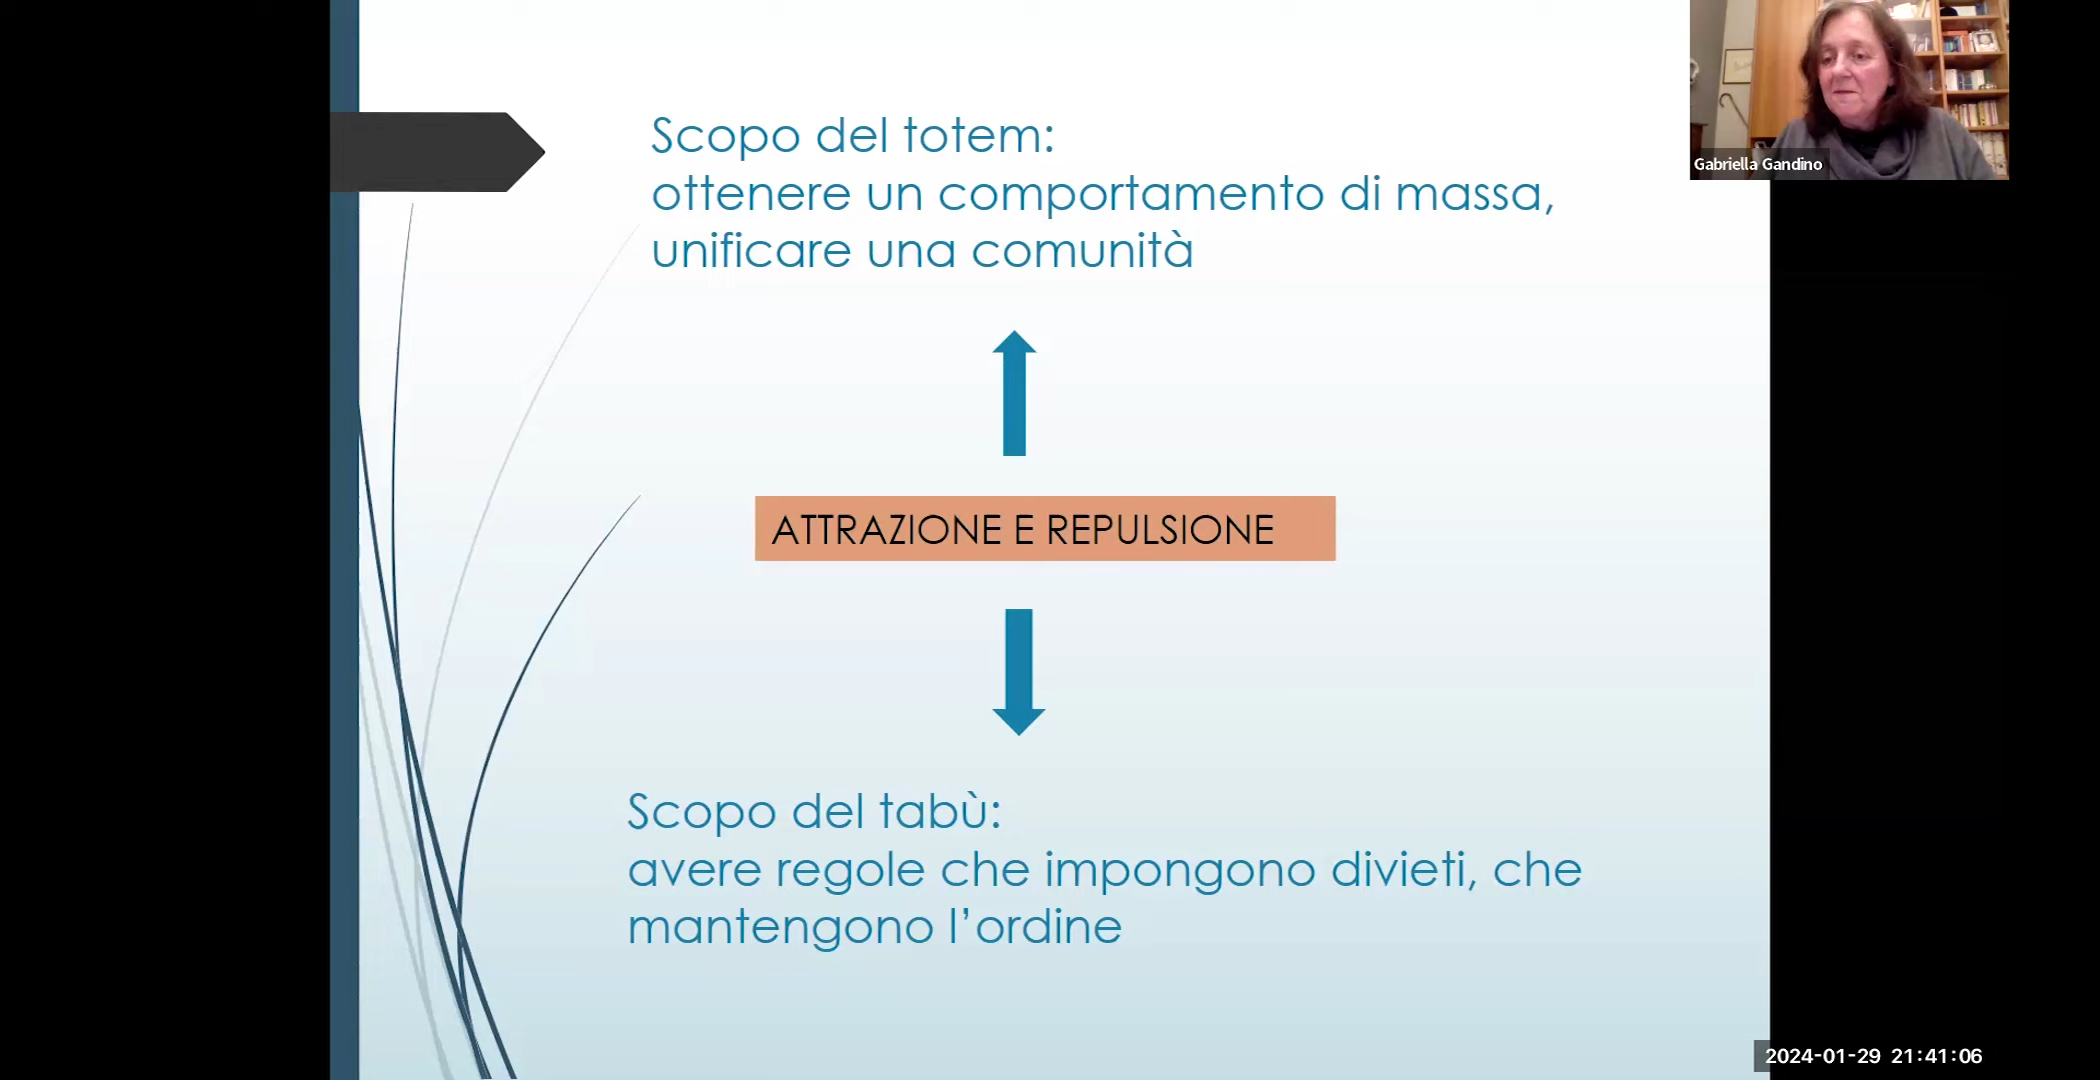 Scopo del totem:
ottenere un comportamento di massa,
unificare una comunità
Gabriella Gandino
ATTRAZIONE E REPULSIONE
Scopo del tabù:
avere regole che impongono divieti, che
mantengono l’ordine
2024-01-29 21:41:06